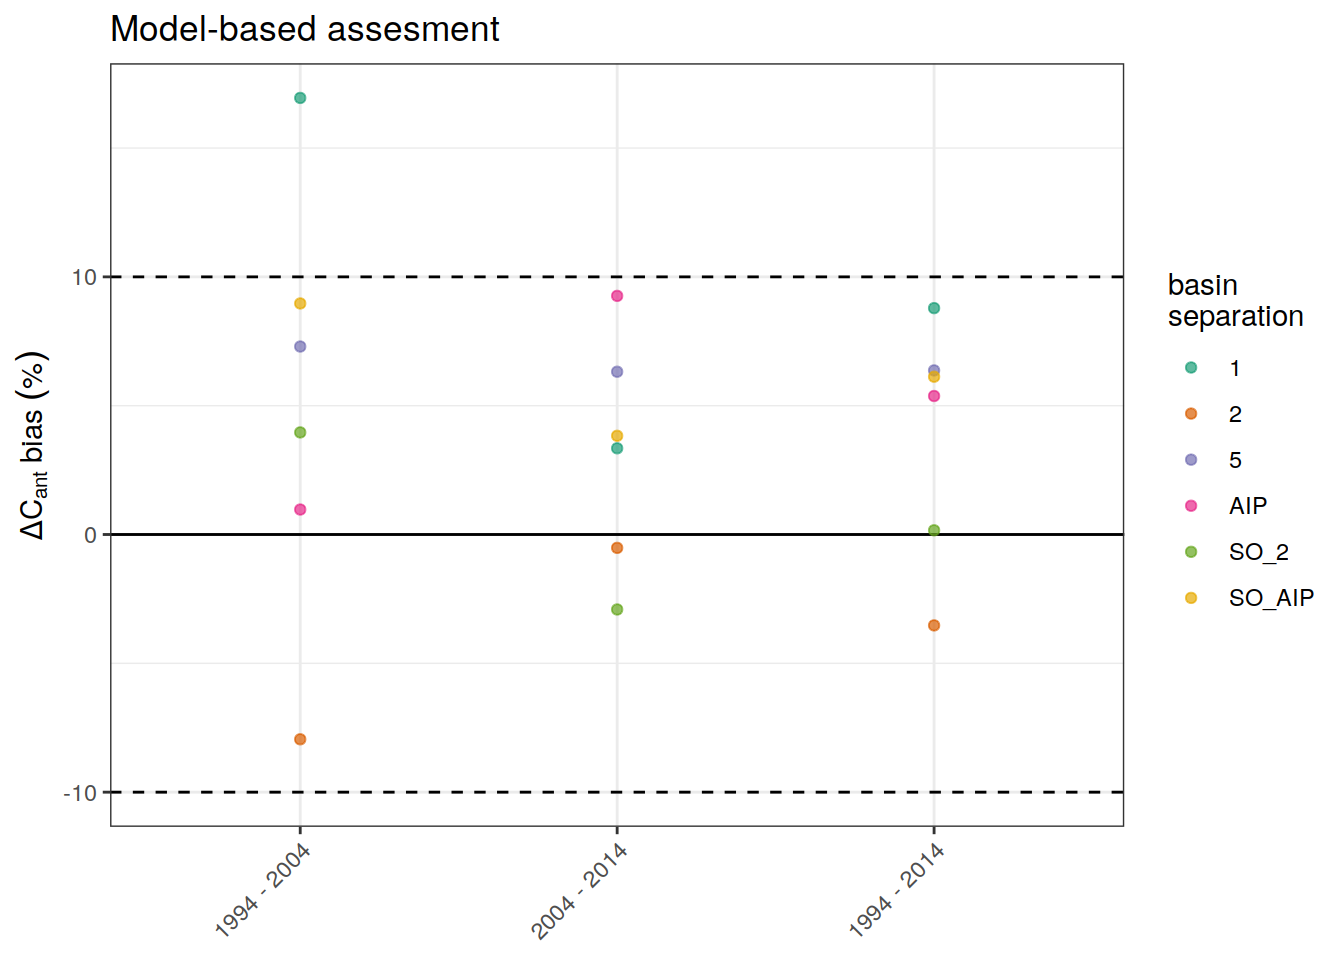 Model-based assesment
ΔCant bias (%)
10
0
-10
1994 - 2004
2004 - 2014
1994 - 2014
basin
separation
1
2
5
AIP
SO_2
SO_AIP